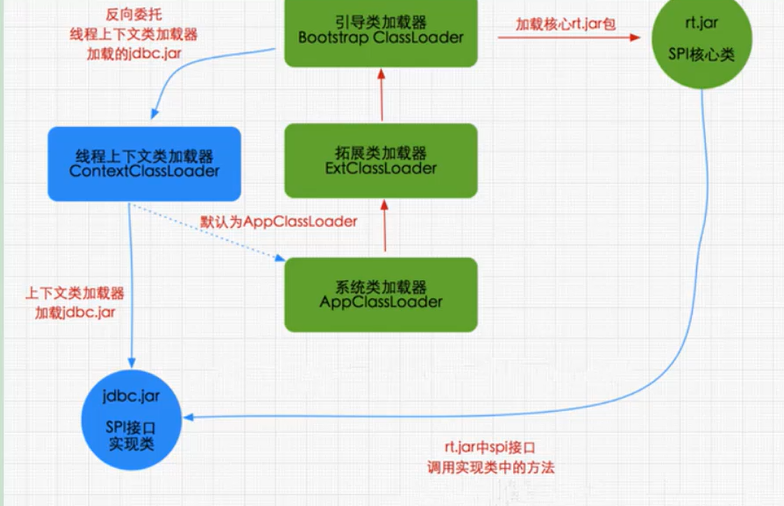 反向委托
线程上下文类加载器
加载的jdbc.jar
引导类加载器
Bootstrap ClassLoader
加载核心rt.jar包
rt.jar
SPI核心类
线程上下文类加载器
ContextClassLoader
拓展类加载器
ExtClassLoader
默认为AppClassLoader
系统类加载器
AppClassLoader
上下文类加载器
加载jdbc.jar
jdbc.jar
SPI接口
实现类
rt.jar中spi接口
调用实现类中的方法